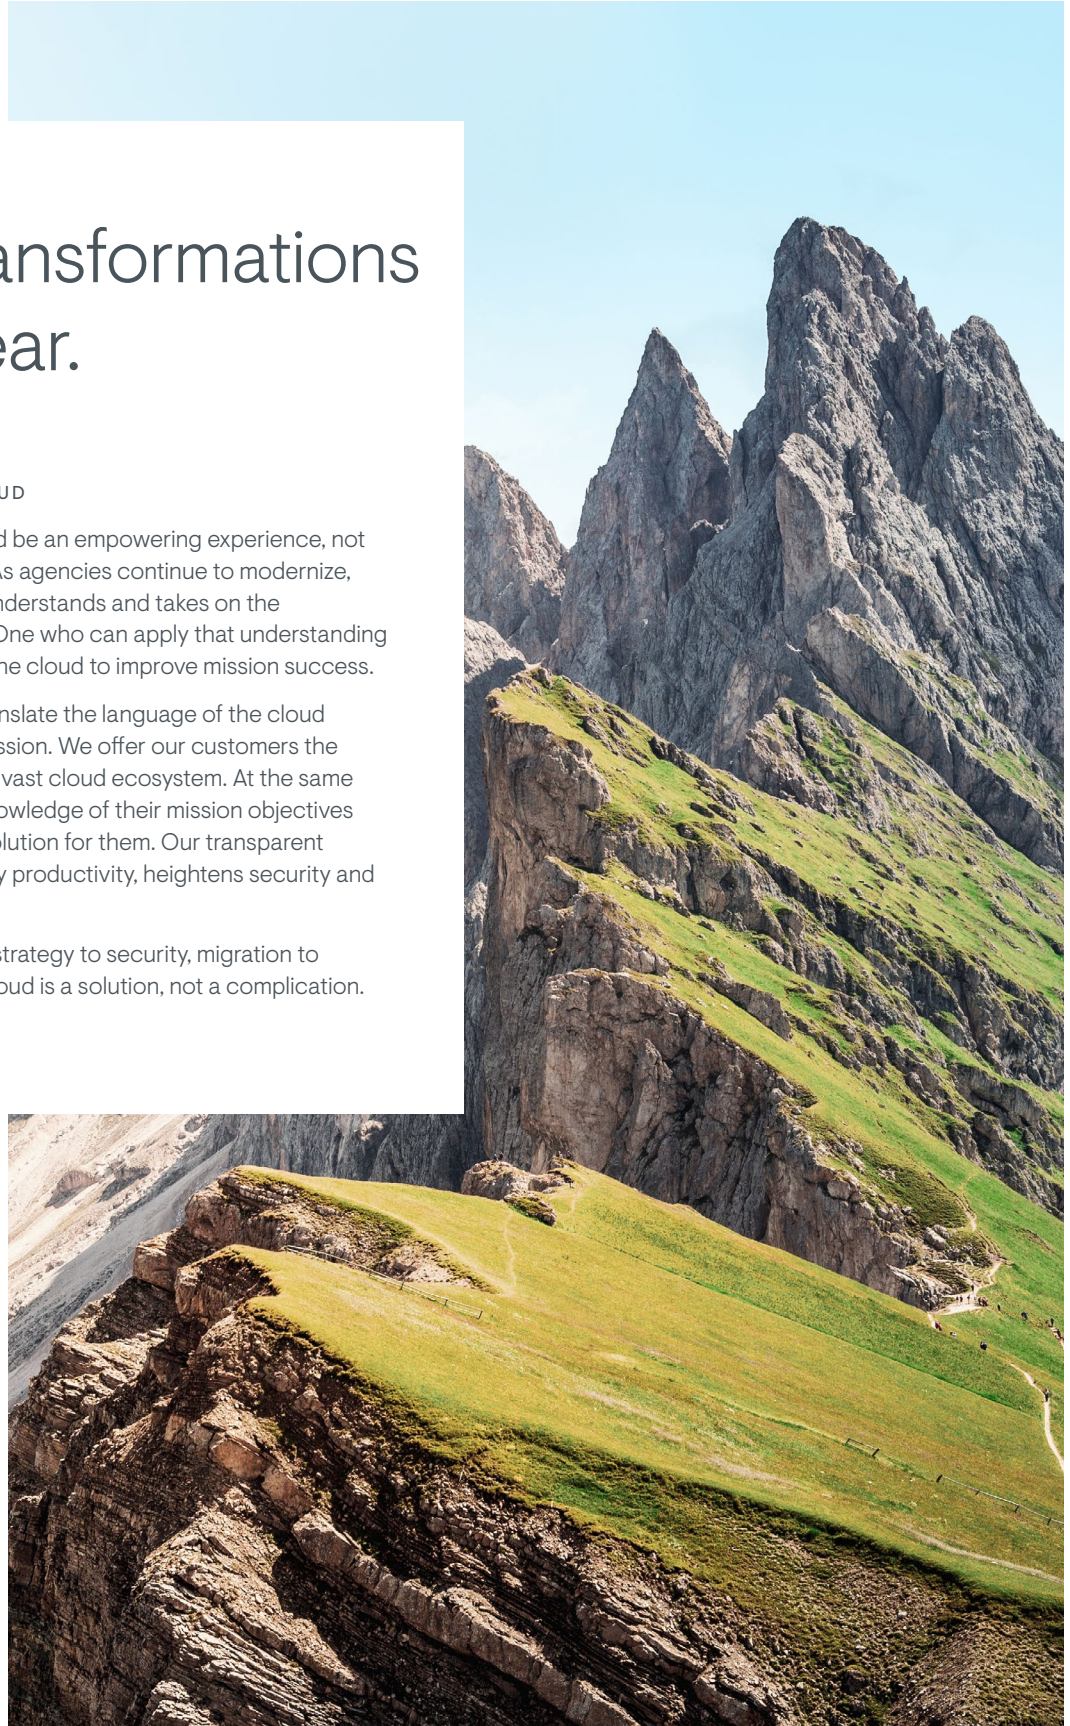 ansformations
ear.
UD
d be an empowering experience, not
As agencies continue to modernize,
nderstands and takes on the
One who can apply that understanding
he cloud to improve mission success.
nslate the language of the cloud
ssion. We offer our customers the
vast cloud ecosystem. At the same
owledge of their mission objectives
olution for them. Our transparent
y productivity, heightens security and
strategy to security, migration to
oud is a solution, not a complication.